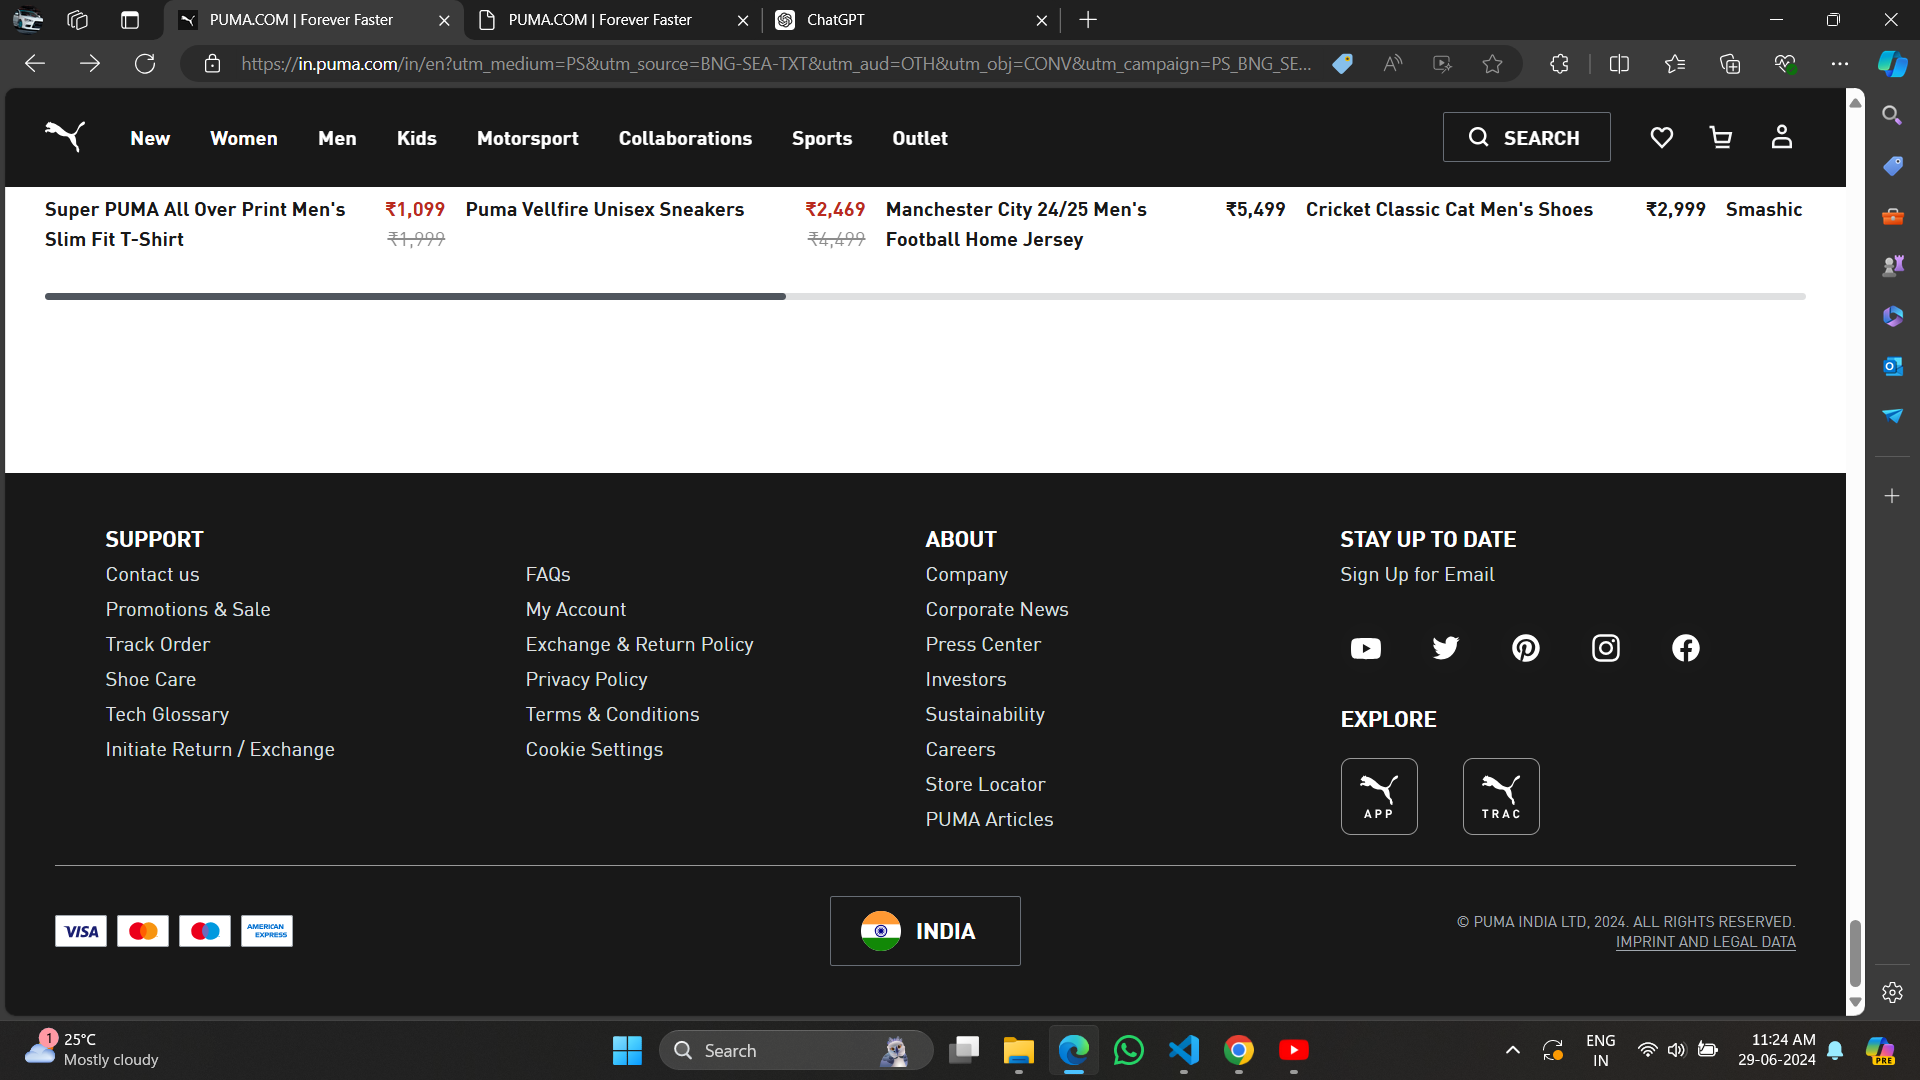 PUMA.COM | Forever Faster
PUMA.COM | Forever Faster
ChatGPT
https://in.puma.com/in/en?utm_medium=PS&utm_source=BNG-SEA-TXT&utm_aud=OTH&utm_obj=CONV&utm_campaign=PS_BNG_SE...
New Women Men Kids Motorsport Collaborations Sports Outlet SEARCH
Super PUMA All Over Print Men's Slim Fit T-Shirt ₹1,099 ₹1,999
Puma Vellfire Unisex Sneakers ₹2,469 ₹4,499
Manchester City 24/25 Men's Football Home Jersey ₹5,499
Cricket Classic Cat Men's Shoes ₹2,999
Smashic
SUPPORT
Contact us
Promotions & Sale
Track Order
Shoe Care
Tech Glossary
Initiate Return / Exchange
FAQs
My Account
Exchange & Return Policy
Privacy Policy
Terms & Conditions
Cookie Settings
ABOUT
Company
Corporate News
Press Center
Investors
Sustainability
Careers
Store Locator
PUMA Articles
STAY UP TO DATE
Sign Up for Email
EXPLORE
APP
TRAC
VISA
AMERICAN EXPRESS
INDIA
© PUMA INDIA LTD, 2024. ALL RIGHTS RESERVED.
IMPRINT AND LEGAL DATA
1
25°C
Mostly cloudy
Search
ENG
IN
11:24 AM
29-06-2024
PRE